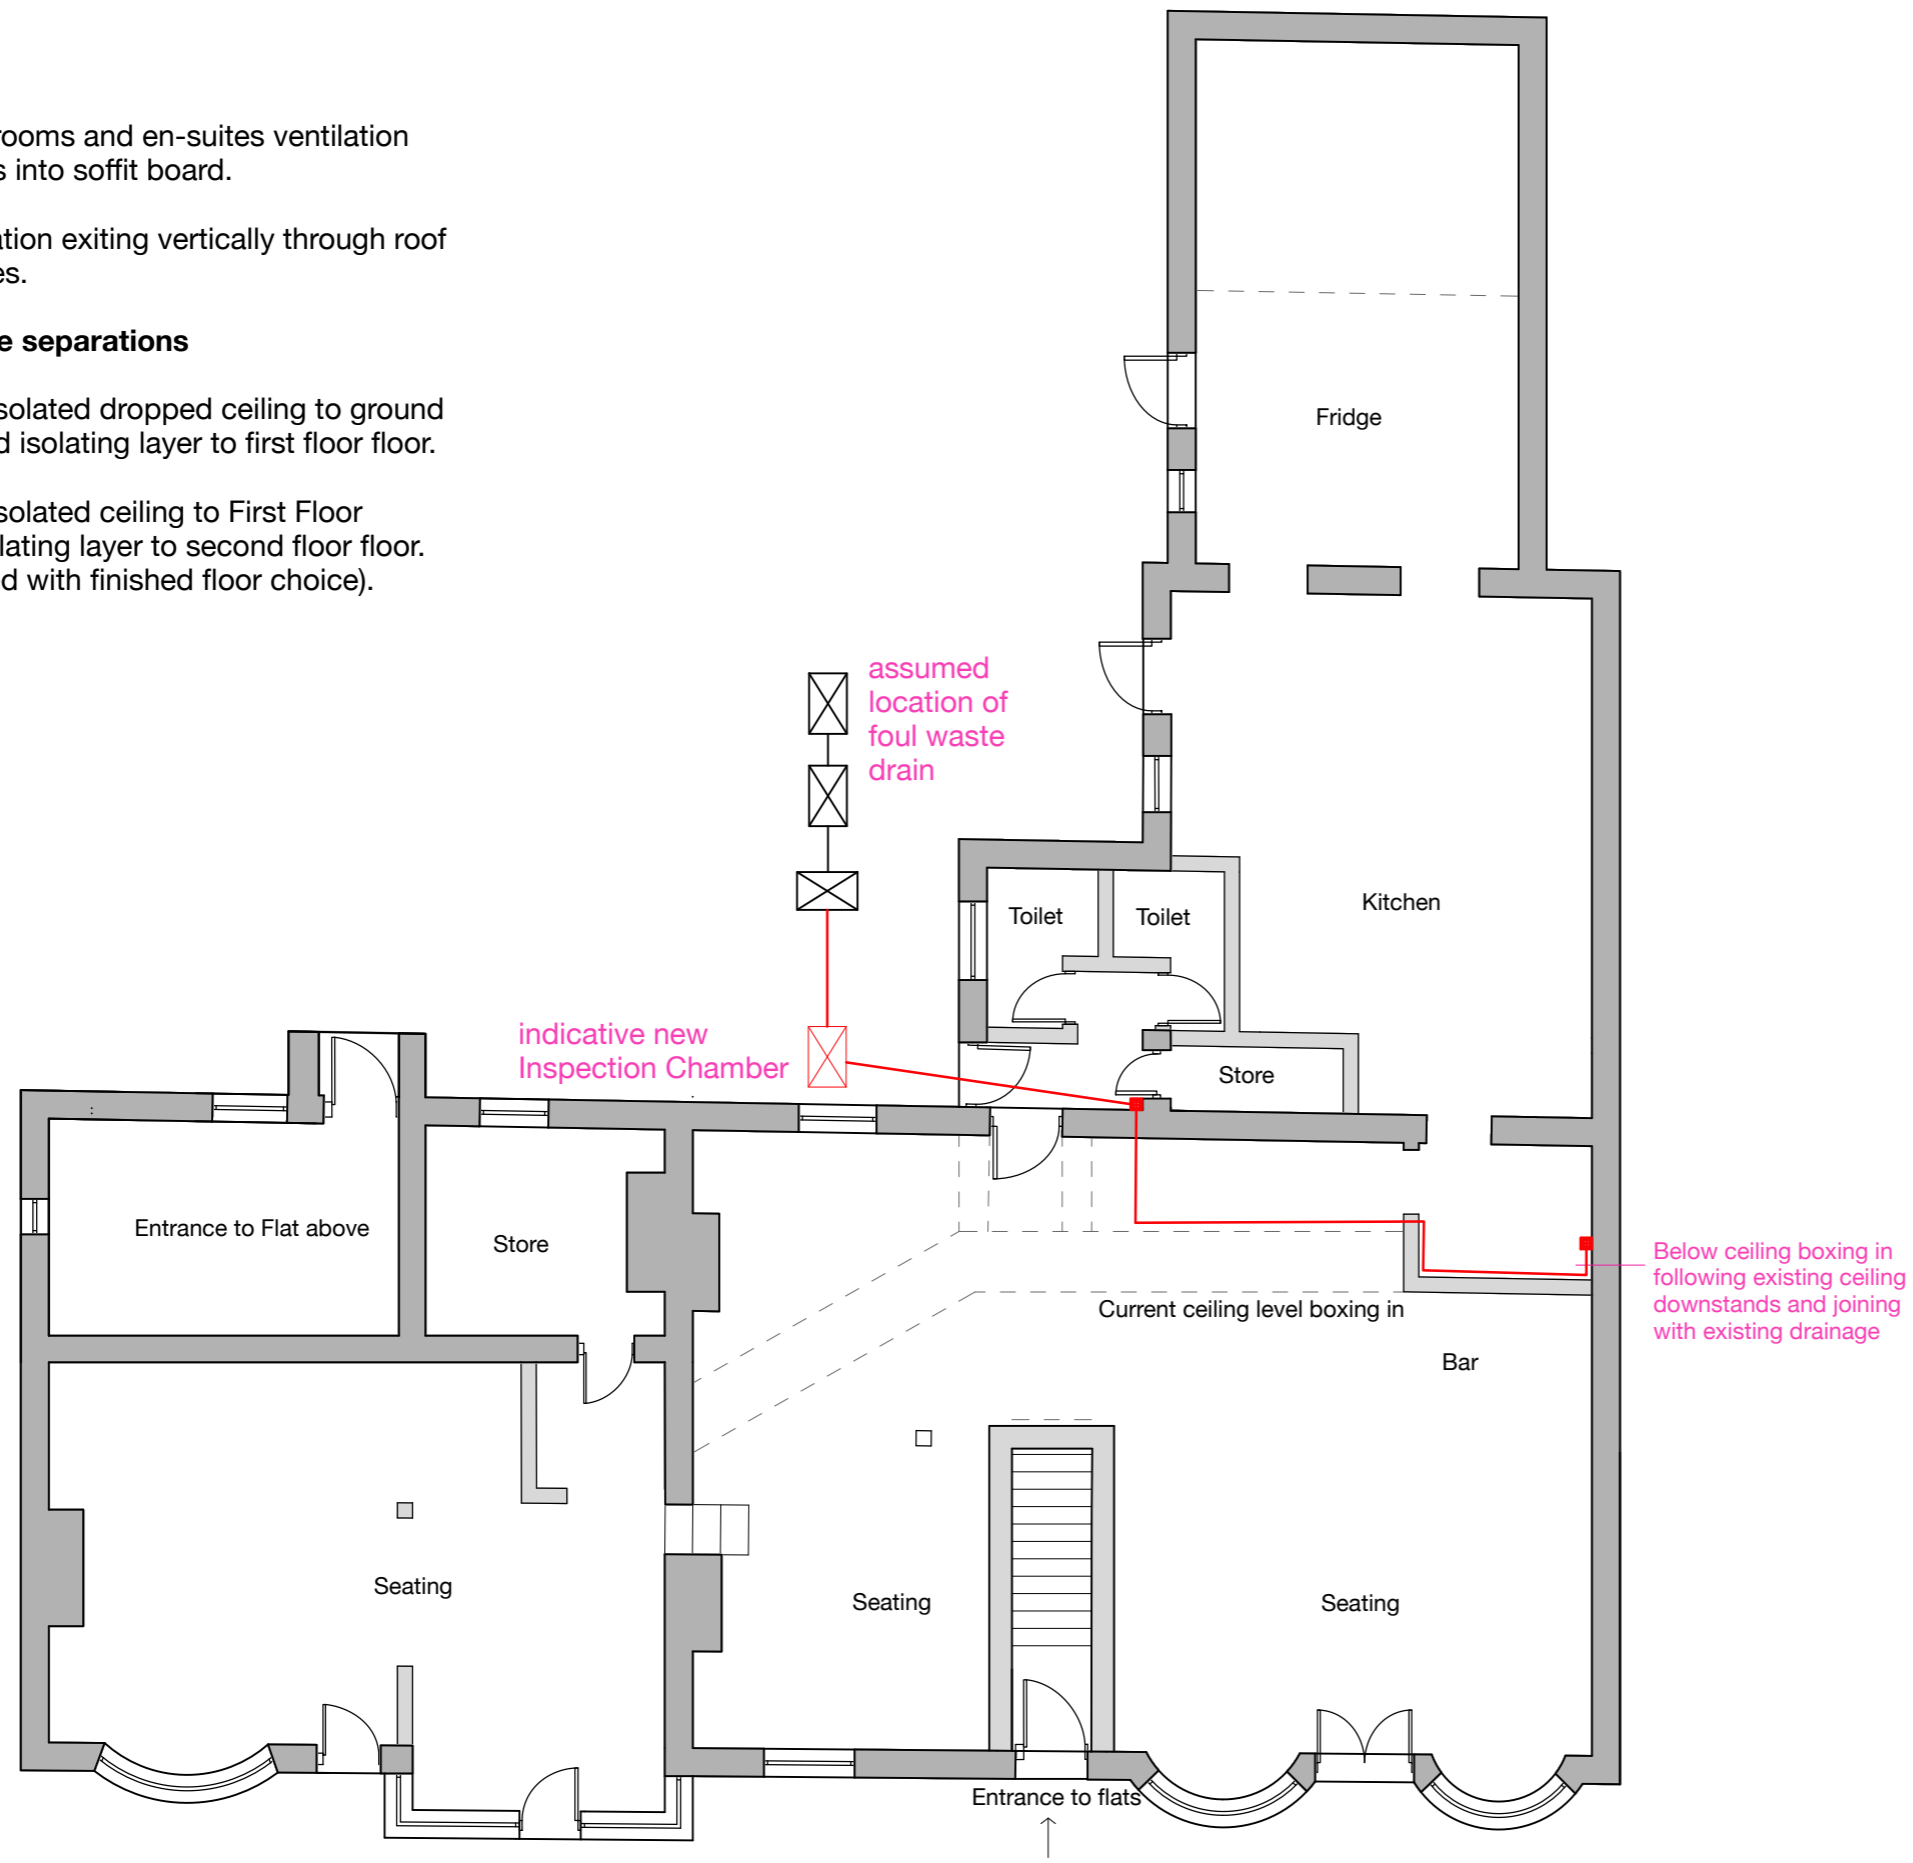 rooms and en-suites ventilation
s into soffit board.
ation exiting vertically through roof
es.
e separations
solated dropped ceiling to ground
d isolating layer to first floor floor.
solated ceiling to First Floor
lating layer to second floor floor.
d with finished floor choice).
Fridge
assumed
location of
foul waste
drain
Kitchen
Toilet
Toilet
indicative new
Inspection Chamber
Store
Entrance to Flat above
Store
Below ceiling boxing in
following existing ceiling
downstands and joining
with existing drainage
Current ceiling level boxing in
Bar
Seating
Seating
Seating
Entrance to flats